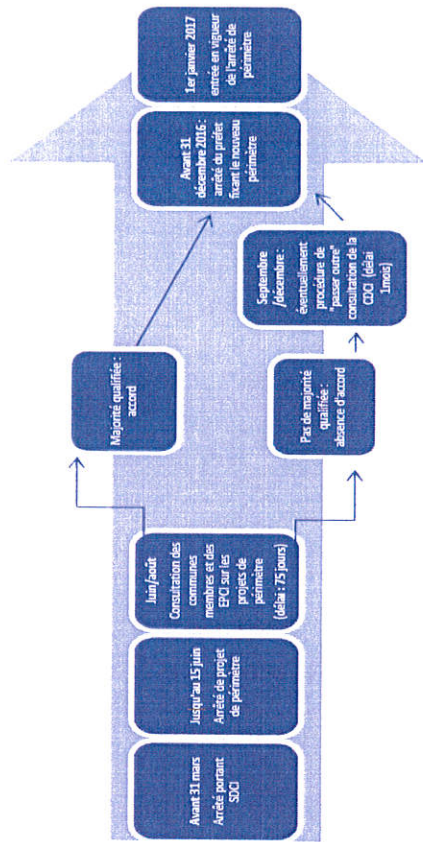 Avant 31 mars
Arrêté portant
SDCI
Jusqu'au 15 juin
Arrêté de projet
de périmètre
Juin/août
Consultation des
communes
membres et des
EPCI sur les
projets de
périmètre
(délai : 75 jours)
Majorité qualifiée :
accord
Pas de majorité
qualifiée :
absence d'accord
Septembre
/décembre :
éventuellement
procédure de
"passer outre"
consultation de la
CDCI (délai
1mois)
Avant 31
décembre 2016 :
arrêté du préfet
fixant le nouveau
périmètre
1er janvier 2017
entrée en vigueur
de l'arrêté de
périmètre